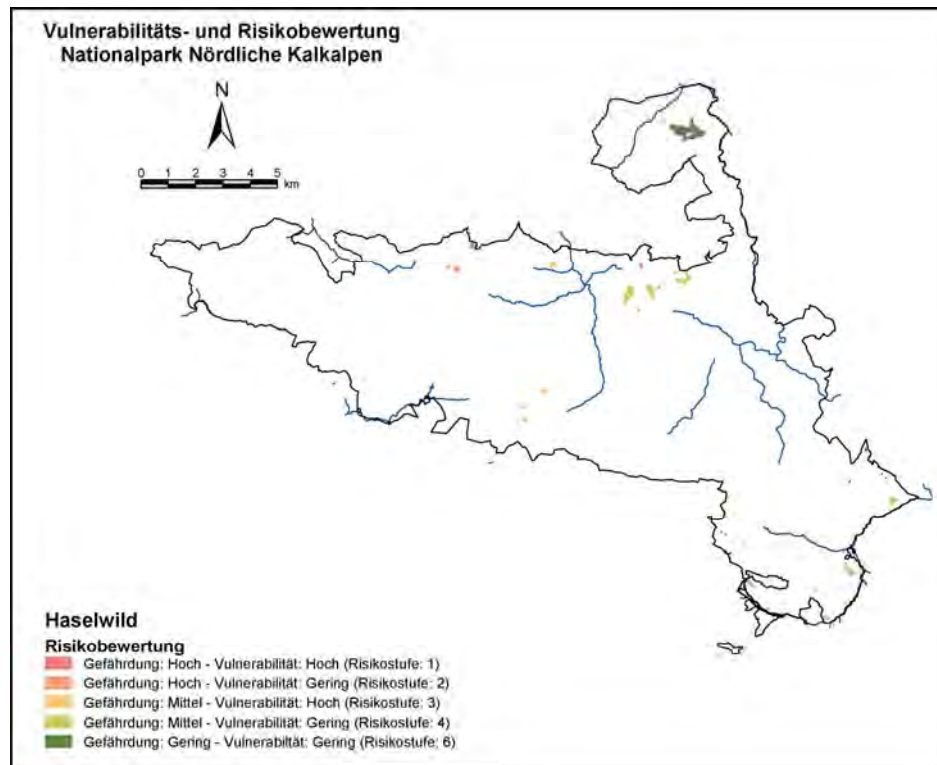 Vulnerabilitäts- und Risikobewertung
Nationalpark Nördliche Kalkalpen
N
0 1 2 3 4 5
km
Haselwild
Risikobewertung
Gefährdung: Hoch - Vulnerabilität: Hoch (Risikostufe: 1)
Gefährdung: Hoch - Vulnerabilität: Gering (Risikostufe: 2)
Gefährdung: Mittel - Vulnerabilität: Hoch (Risikostufe: 3)
Gefährdung: Mittel - Vulnerabilität: Gering (Risikostufe: 4)
Gefährdung: Gering - Vulnerabiltät: Gering (Risikostufe: 6)